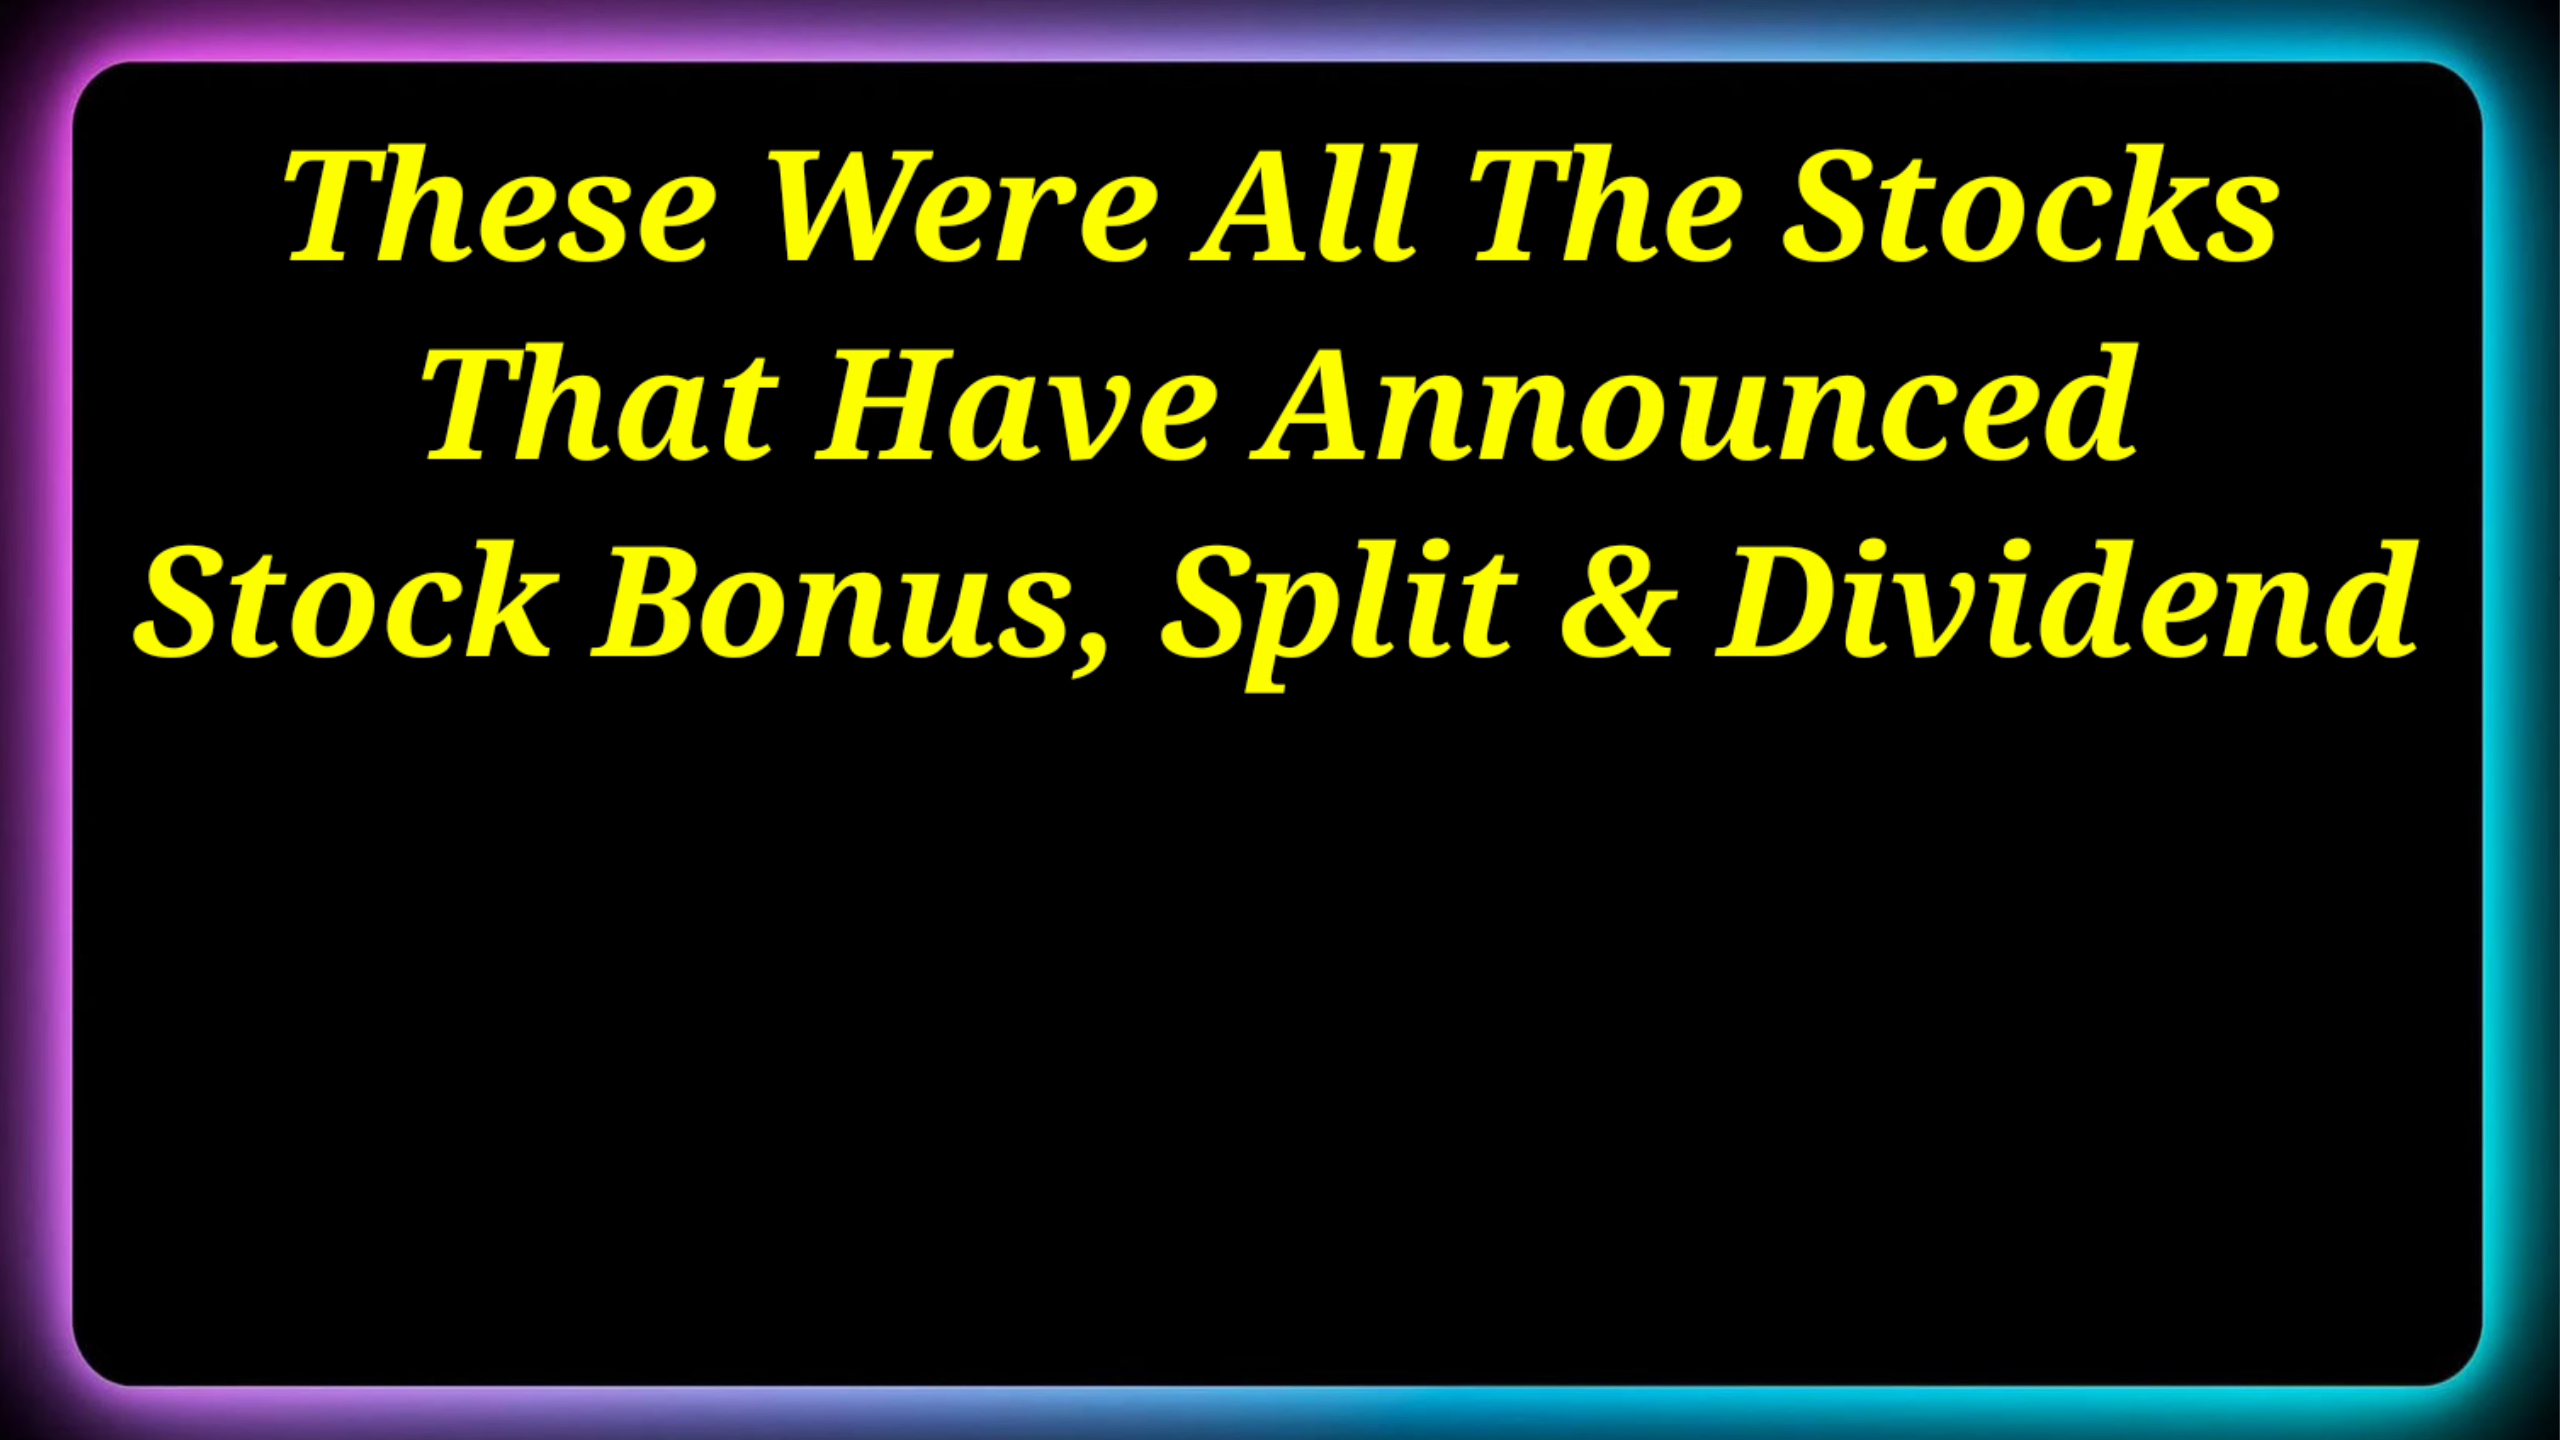 These Were All The Stocks
That Have Announced
Stock Bonus, Split & Dividend